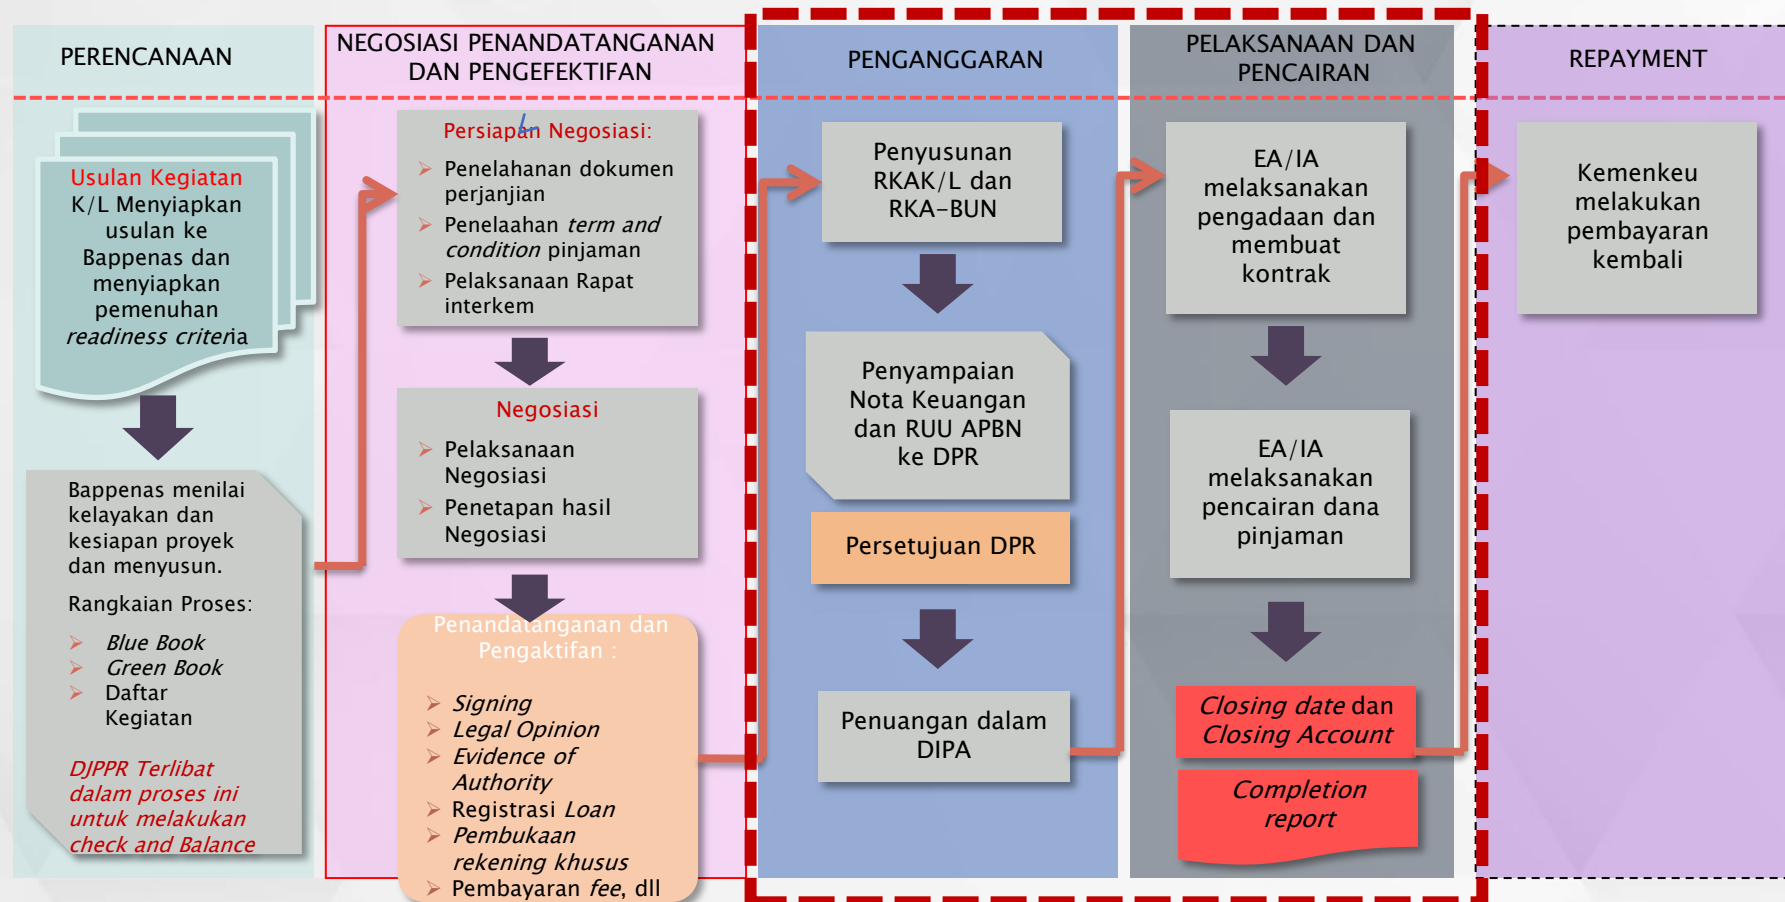 PERENCANAAN
Usulan Kegiatan
K/L Menyiapkan
usulan ke
Bappenas dan
menyiapkan
pemenuhan
readiness criteria
Bappenas menilai
kelayakan dan
kesiapan proyek
dan menyusun.
Rangkaian Proses:
➢ Blue Book
➢ Green Book
➢ Daftar
Kegiatan
DJPPR Terlibat
dalam proses ini
untuk melakukan
check and Balance
NEGOSIASI PENANDATANGANAN
DAN PENGEFEKTIFAN
Persiapan Negosiasi:
➢ Penelahanan dokumen
perjanjian
➢ Penelaahan term and
condition pinjaman
➢ Pelaksanaan Rapat
interkem
Negosiasi
➢ Pelaksanaan
Negosiasi
➢ Penetapan hasil
Negosiasi
Penandatanganan dan
Pengaktifan :
➢ Signing
➢ Legal Opinion
➢ Evidence of
Authority
➢ Registrasi Loan
➢ Pembukaan
rekening khusus
➢ Pembayaran fee, dll
PENGANGGARAN
Penyusunan
RKAK/L dan
RKA-BUN
Penyampaian
Nota Keuangan
dan RUU APBN
ke DPR
Persetujuan DPR
Penuangan dalam
DIPA
PELAKSANAAN DAN
PENCAIRAN
EA/IA
melaksanakan
pengadaan dan
membuat
kontrak
EA/IA
melaksanakan
pencairan dana
pinjaman
Closing date dan
Closing Account
Completion
report
REPAYMENT
Kemenkeu
melakukan
pembayaran
kembali